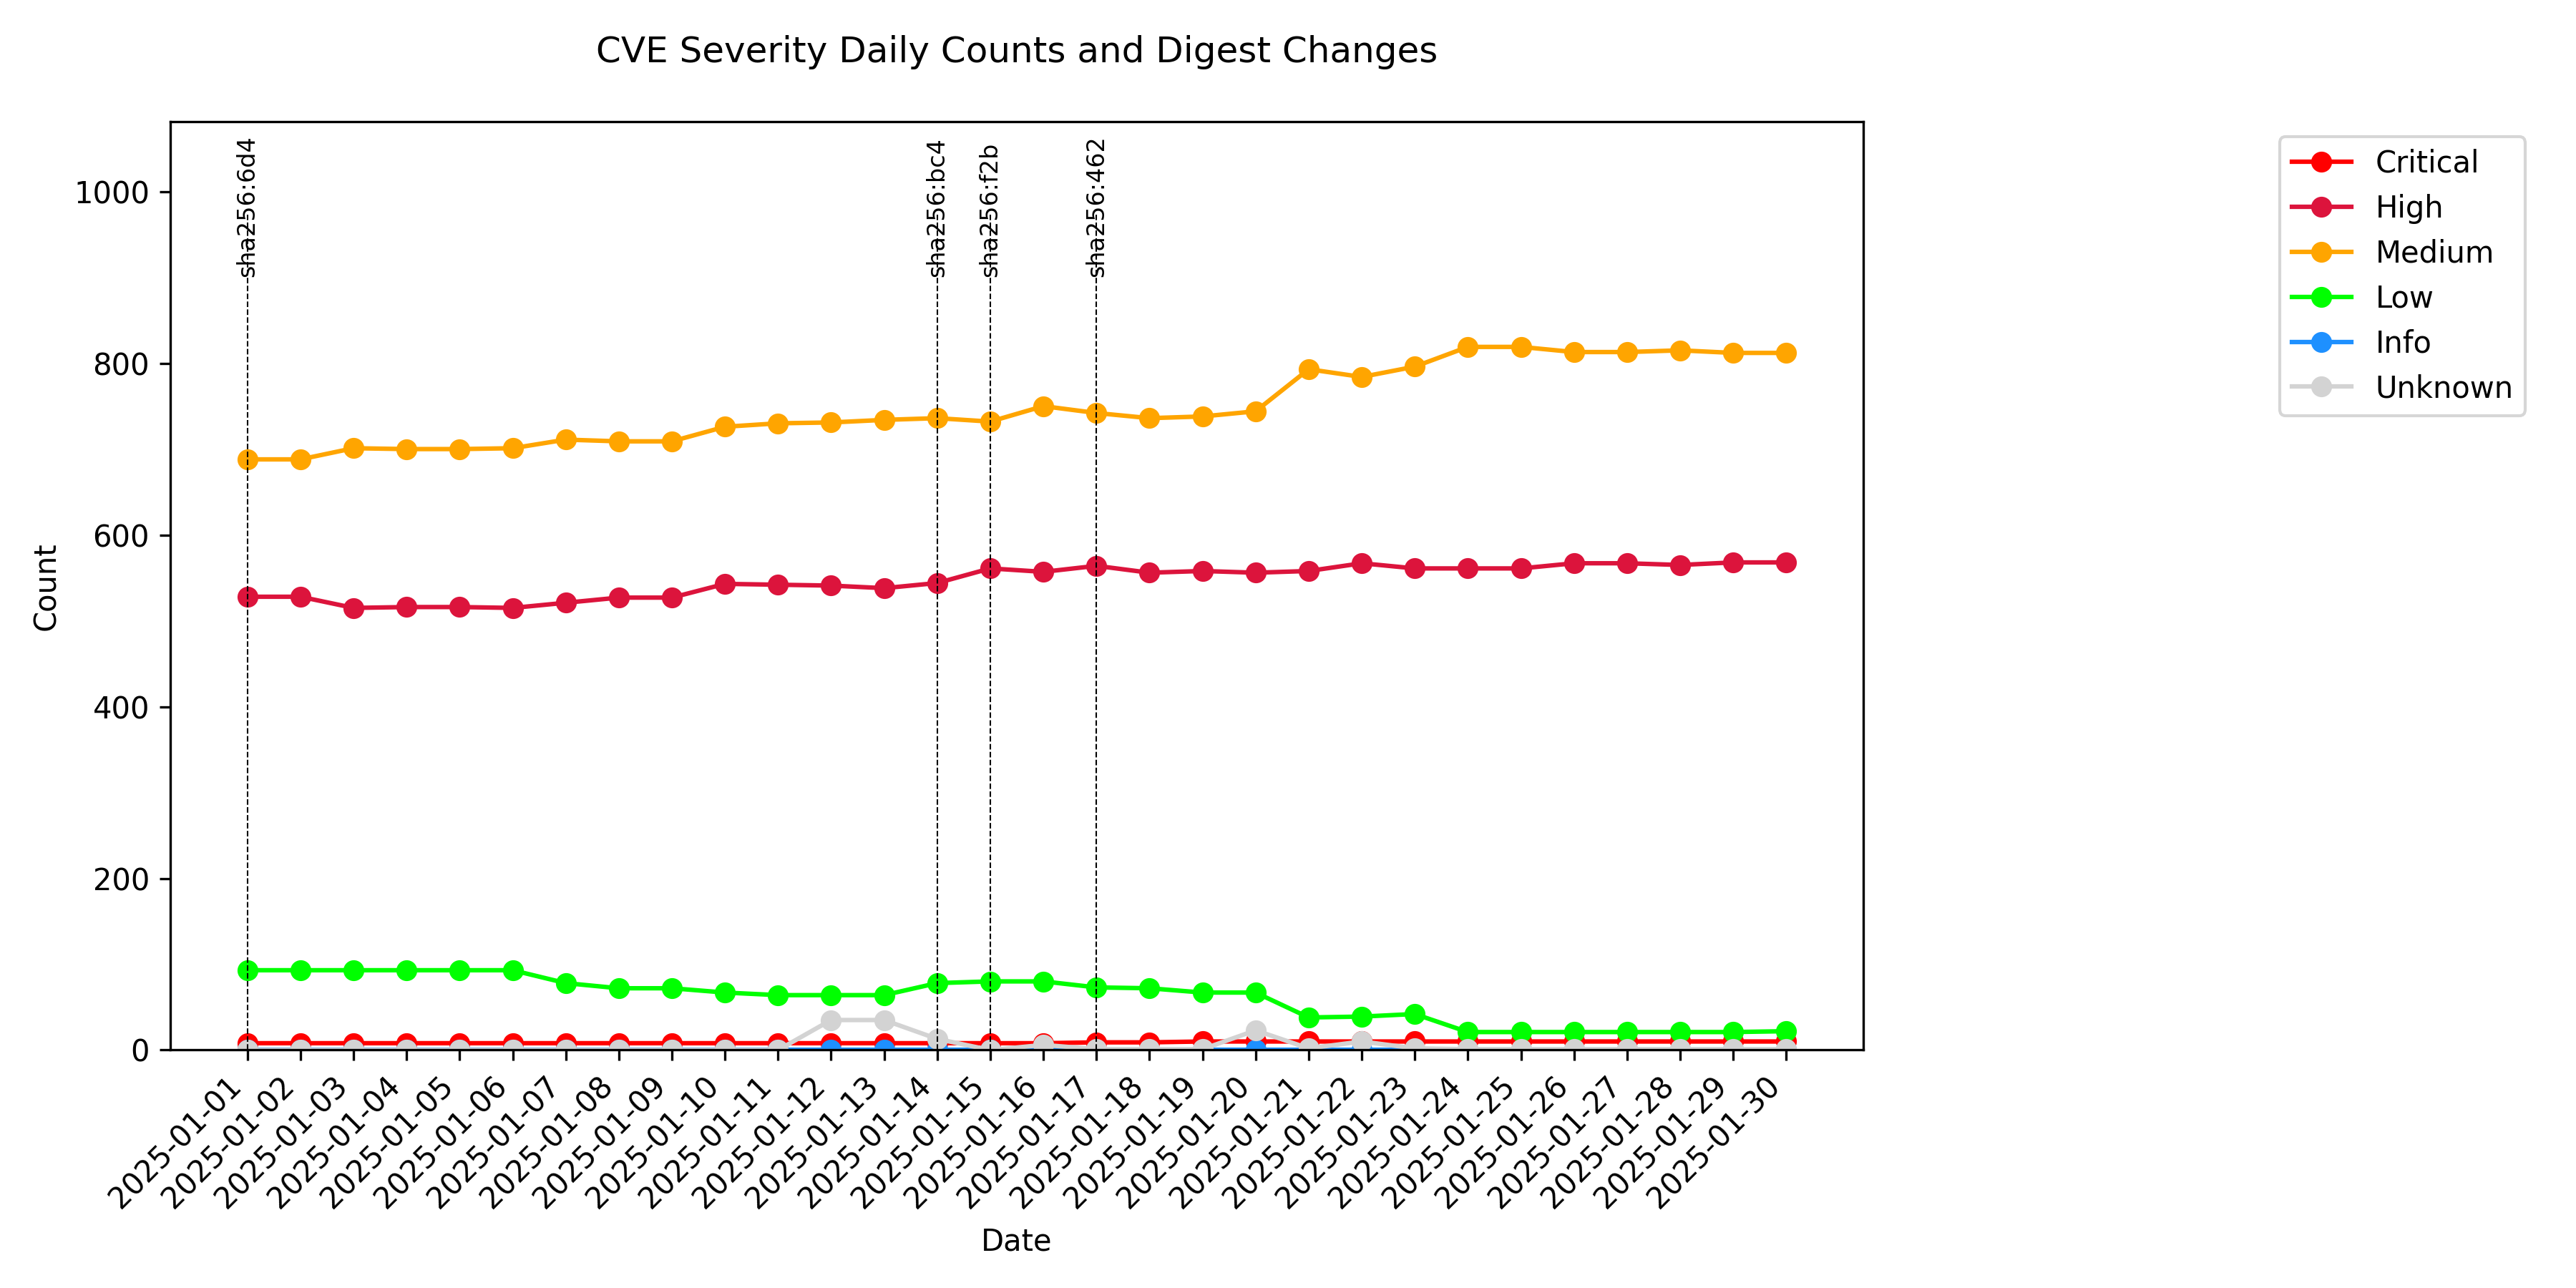 CVE Severity Daily Counts and Digest Changes
sha256:6d4
sha256:bc4
sha256:f2b
sha256:462
Critical
High
Medium
Low
Info
Unknown
Count
1000
800
600
400
200
0
2025-01-01
2025-01-02
2025-01-03
2025-01-04
2025-01-05
2025-01-06
2025-01-07
2025-01-08
2025-01-09
2025-01-10
2025-01-11
2025-01-12
2025-01-13
2025-01-14
2025-01-15
2025-01-16
2025-01-17
2025-01-18
2025-01-19
2025-01-20
2025-01-21
2025-01-22
2025-01-23
2025-01-24
2025-01-25
2025-01-26
2025-01-27
2025-01-28
2025-01-29
2025-01-30
Date